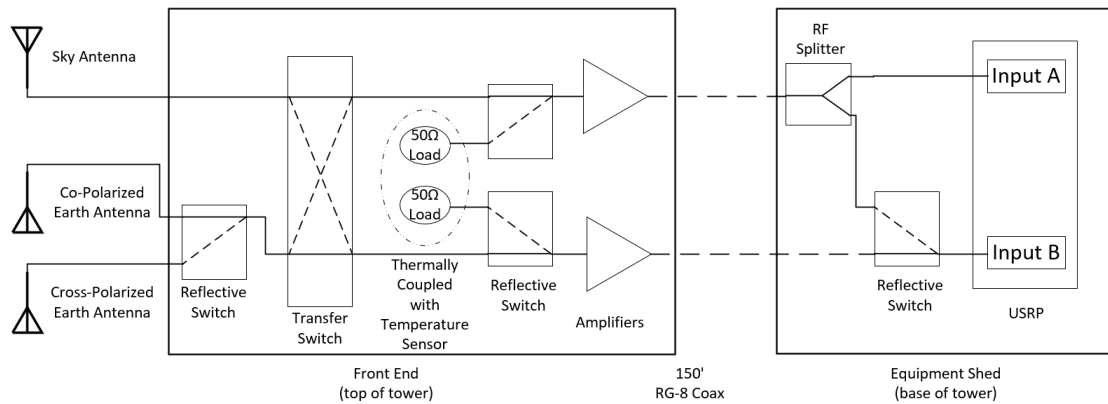 Sky Antenna
Co-Polarized
Earth Antenna
Cross-Polarized
Earth Antenna
Reflective
Switch
Transfer
Switch
50Ω
Load
50Ω
Load
Thermally
Coupled
with
Temperature
Sensor
Reflective
Switch
Amplifiers
Front End
(top of tower)
150'
RG-8 Coax
RF
Splitter
Input A
Input B
Reflective
Switch
USRP
Equipment Shed
(base of tower)